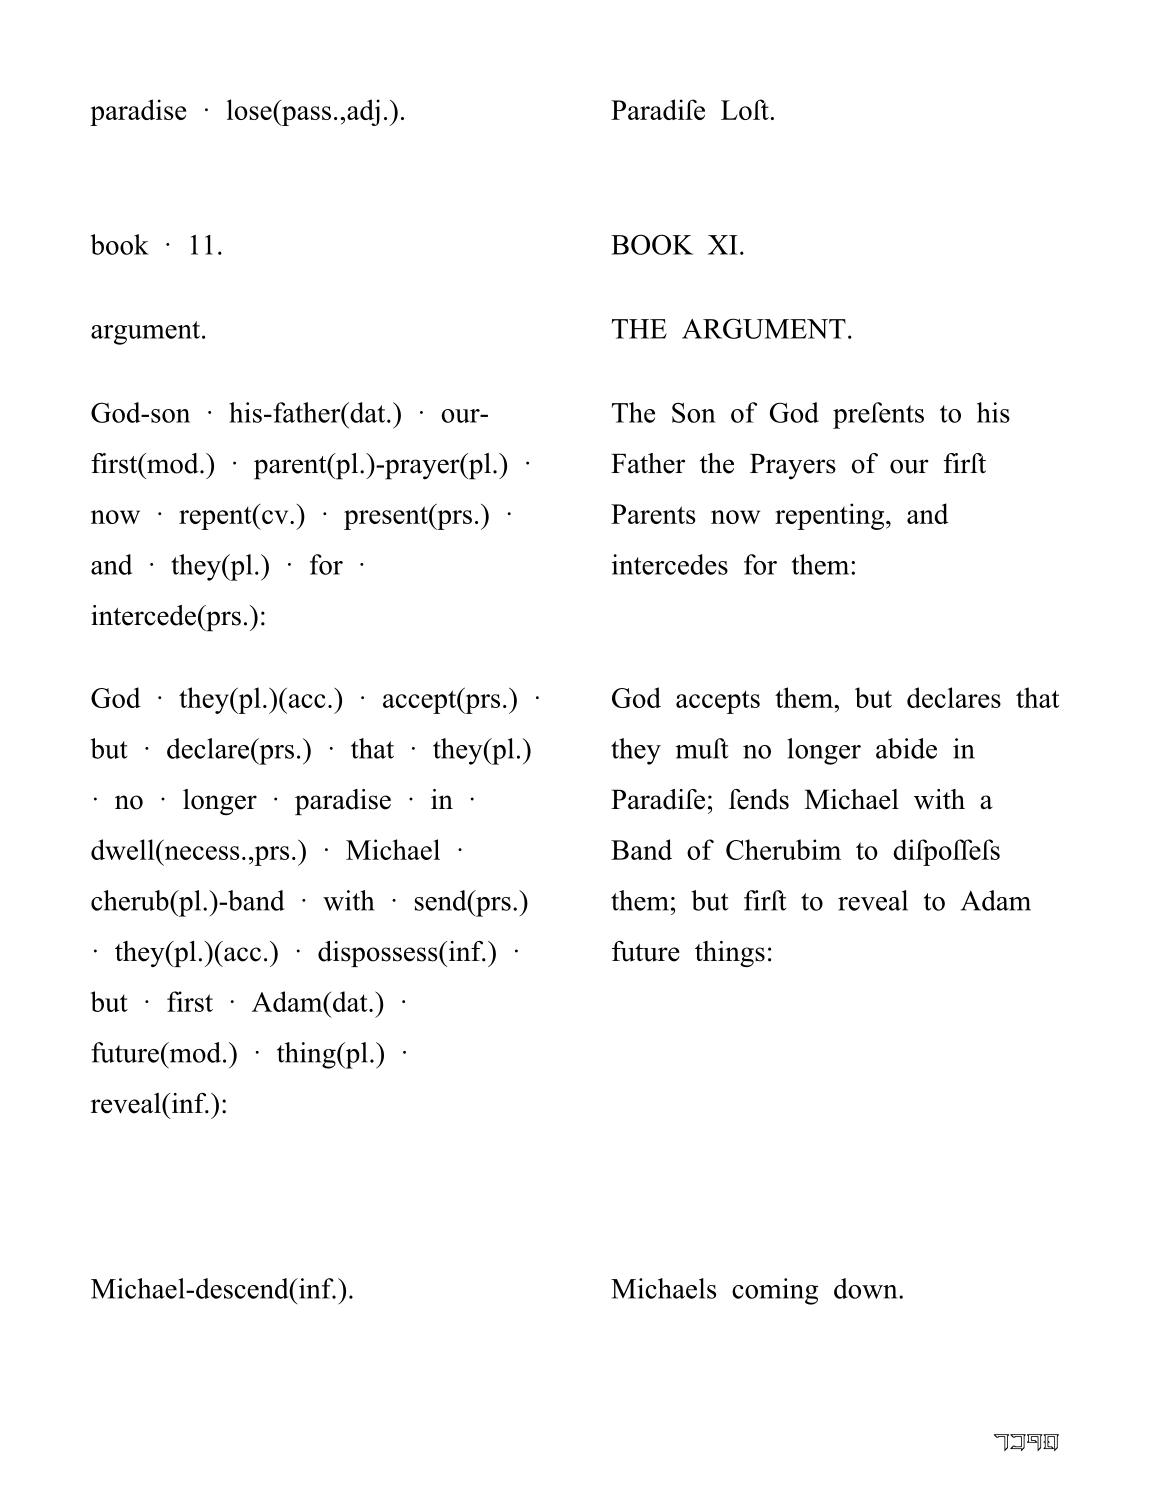 paradise · lose(pass.,adj.).
book · 11.
argument.
God-son · his-father(dat.) · our-
first(mod.) · parent(pl.)-prayer(pl.) ·
now · repent(cv.) · present(prs.) ·
and · they(pl.) · for ·
intercede(prs.):
God · they(pl.)(acc.) · accept(prs.) ·
but · declare(prs.) · that · they(pl.)
· no · longer · paradise · in ·
dwell(necess.,prs.) · Michael ·
cherub(pl.)-band · with · send(prs.)
· they(pl.)(acc.) · dispossess(inf.) ·
but · first · Adam(dat.) ·
future(mod.) · thing(pl.) ·
reveal(inf.):
Michael-descend(inf.).
Paradiſe Loſt.
BOOK XI.
THE ARGUMENT.
The Son of God preſents to his
Father the Prayers of our firſt
Parents now repenting, and
intercedes for them:
God accepts them, but declares that
they muſt no longer abide in
Paradiſe; ſends Michael with a
Band of Cherubim to diſpoſſeſs
them; but firſt to reveal to Adam
future things:
Michaels coming down.